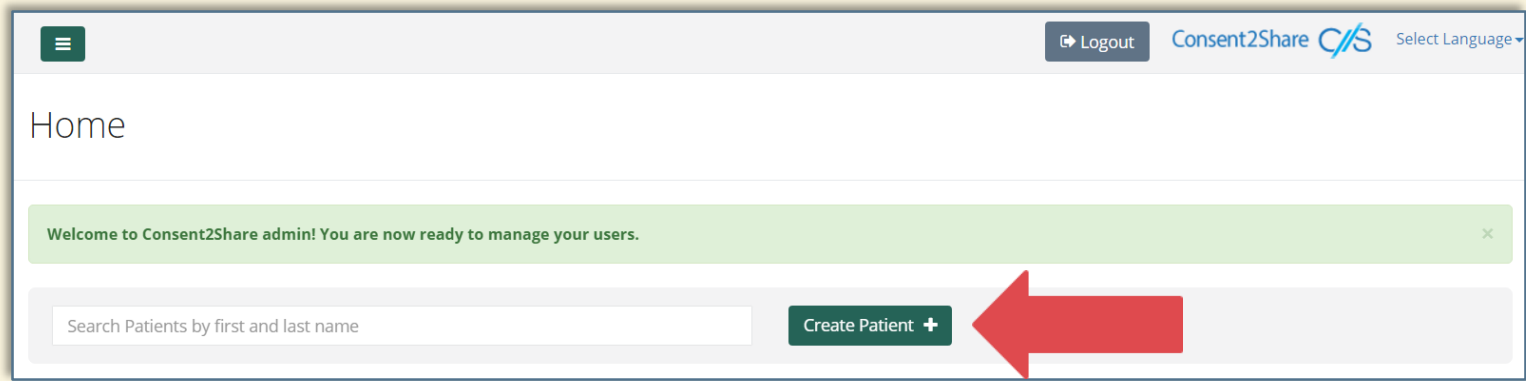 Logout
Consent2Share C//S
Select Language
Home
Welcome to Consent2Share admin! You are now ready to manage your users.
×
Search Patients by first and last name
Create Patient +